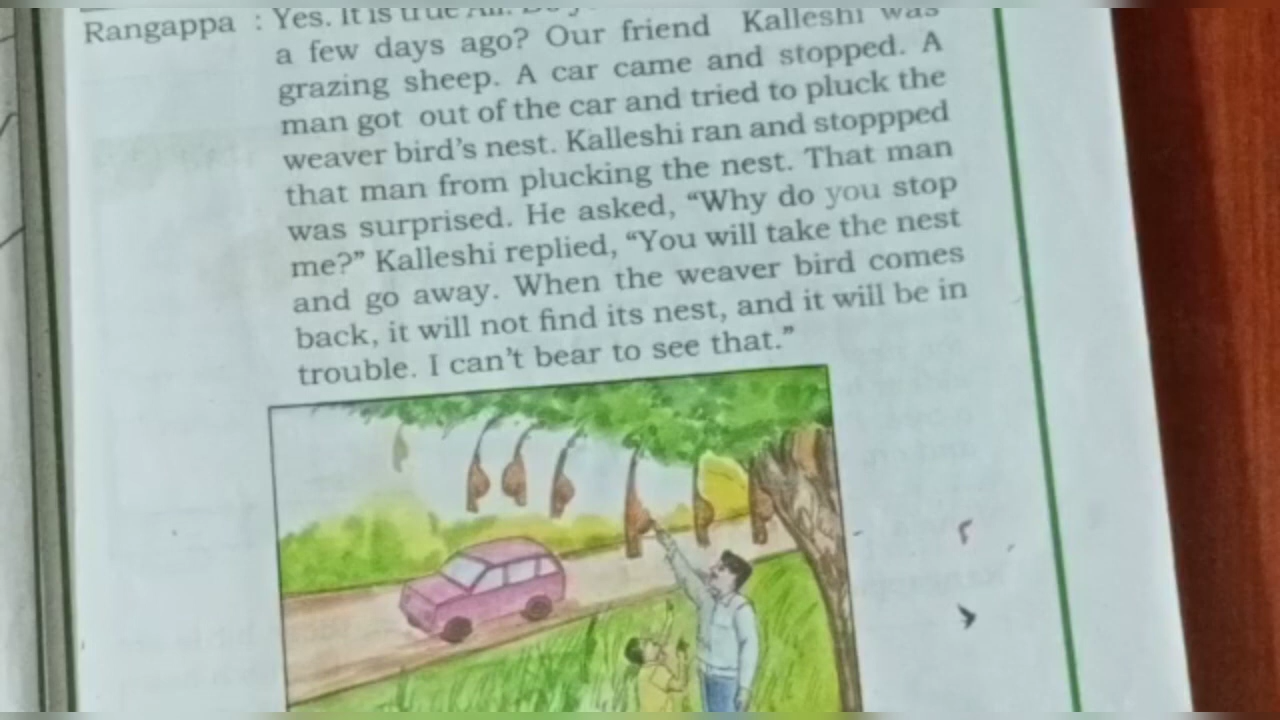 Rangappa : Yes. It is true
a few days ago? Our friend Kalleshi was
grazing sheep. A car came and stopped. A
man got out of the car and tried to pluck the
weaver bird's nest. Kalleshi ran and stoppped
that man from plucking the nest. That man
was surprised. He asked, “Why do you stop
me?” Kalleshi replied, “You will take the nest
and go away. When the weaver bird comes
back, it will not find its nest, and it will be in
trouble. I can't bear to see that.”